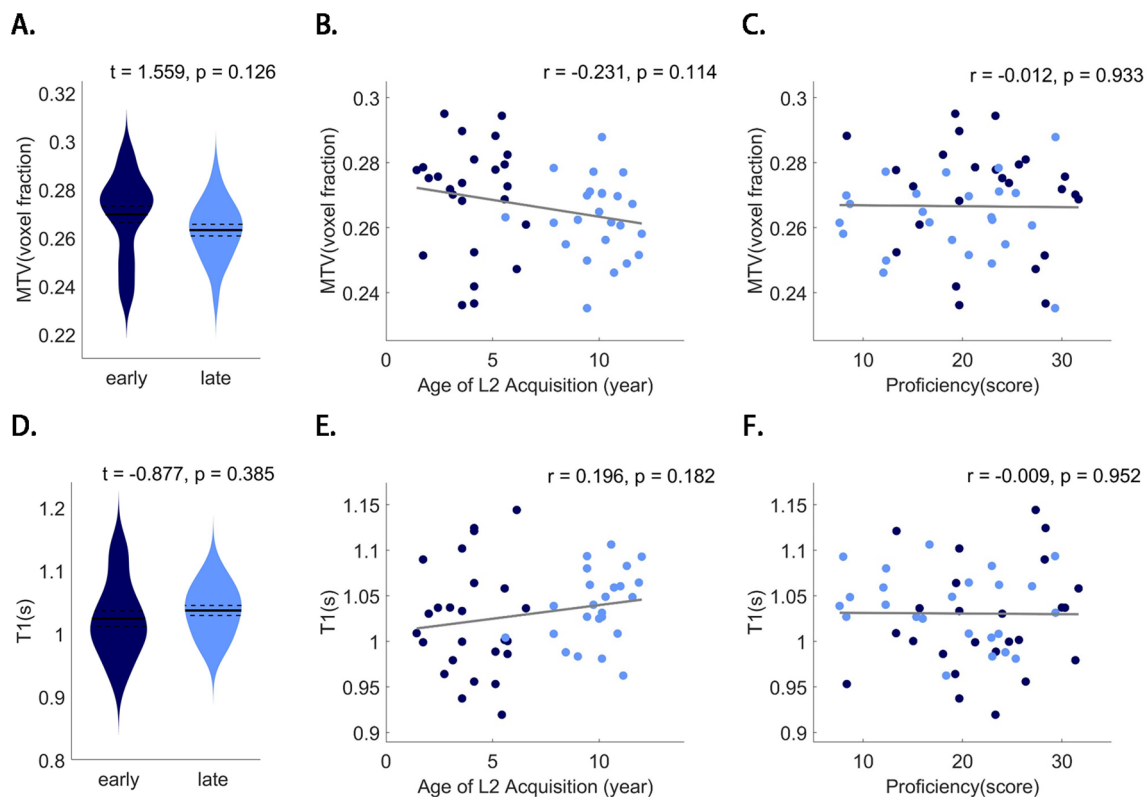 A.
t = 1.559, p = 0.126
0.32
0.3
0.28
0.26
0.24
0.22
MTV(voxel fraction)
early late
B.
r = -0.231, p = 0.114
0.3
0.28
0.26
0.24
MTV(voxel fraction)
0 5 10
Age of L2 Acquisition (year)
C.
r = -0.012, p = 0.933
0.3
0.28
0.26
0.24
MTV(voxel fraction)
10 20 30
Proficiency(score)
D.
t = -0.877, p = 0.385
1.2
1.1
1
0.9
0.8
T1(s)
early late
E.
r = 0.196, p = 0.182
1.15
1.1
1.05
1
0.95
0.9
T1(s)
0 5 10
Age of L2 Acquisition (year)
F.
r = -0.009, p = 0.952
1.15
1.1
1.05
1
0.95
0.9
T1(s)
10 20 30
Proficiency(score)